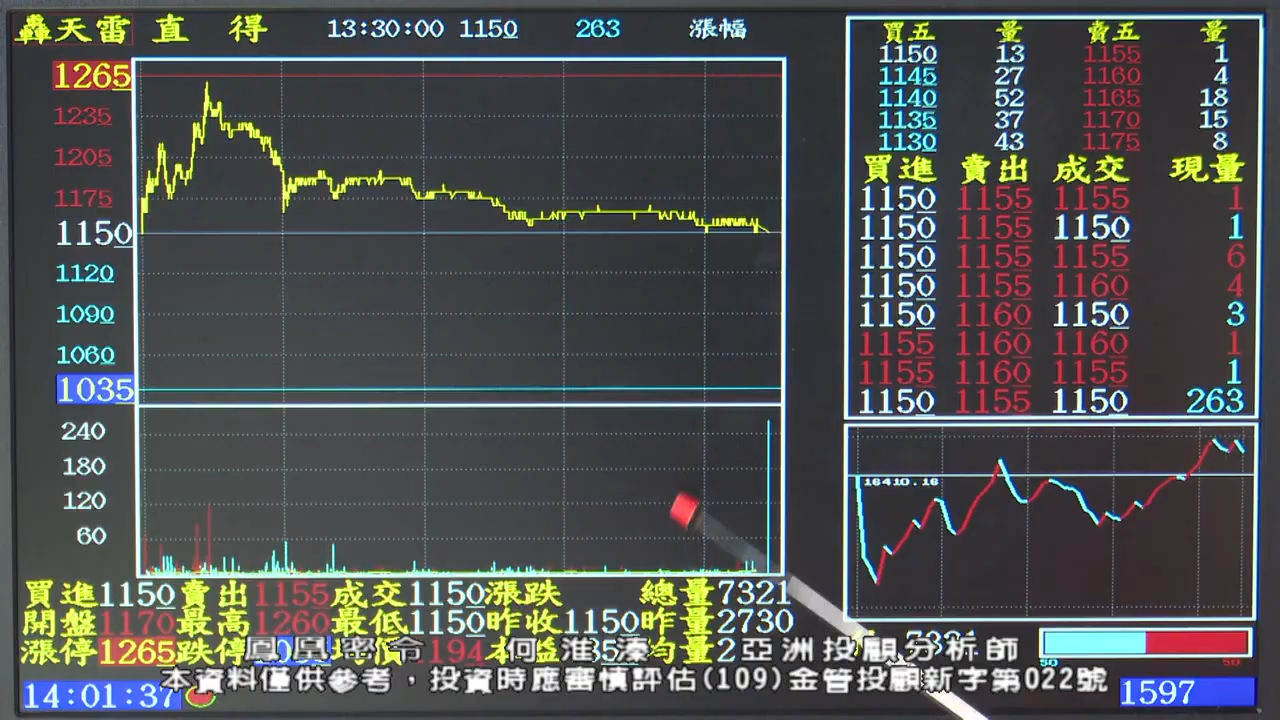 轟天雷 直 得 13:30:00 1150 263 漲幅
1265
1235
1205
1175
1150
1120
1090
1060
1035
240
180
120
60
買五 量 賣五 量
1150 13 1155 1
1145 27 1160 4
1140 52 1165 18
1135 37 1170 15
1130 43 1175 8
買進 賣出 成交 現量
1150 1155 1155 1
1150 1155 1150 1
1150 1155 1155 6
1150 1155 1160 4
1150 1160 1150 3
1155 1160 1160 1
1155 1160 1155 1
1150 1155 1150 263
16410.16
買進1150賣出1155成交1150漲跌 總量7321
開盤1170最高1260最低1150昨收1150昨量2730
漲停1265跌停
50 50
鳳凰密令 何淮溱 亞洲投顧分析師
本資料僅供參考，投資時應審慎評估(109)金管投顧新字第022號
14:01:37 1597